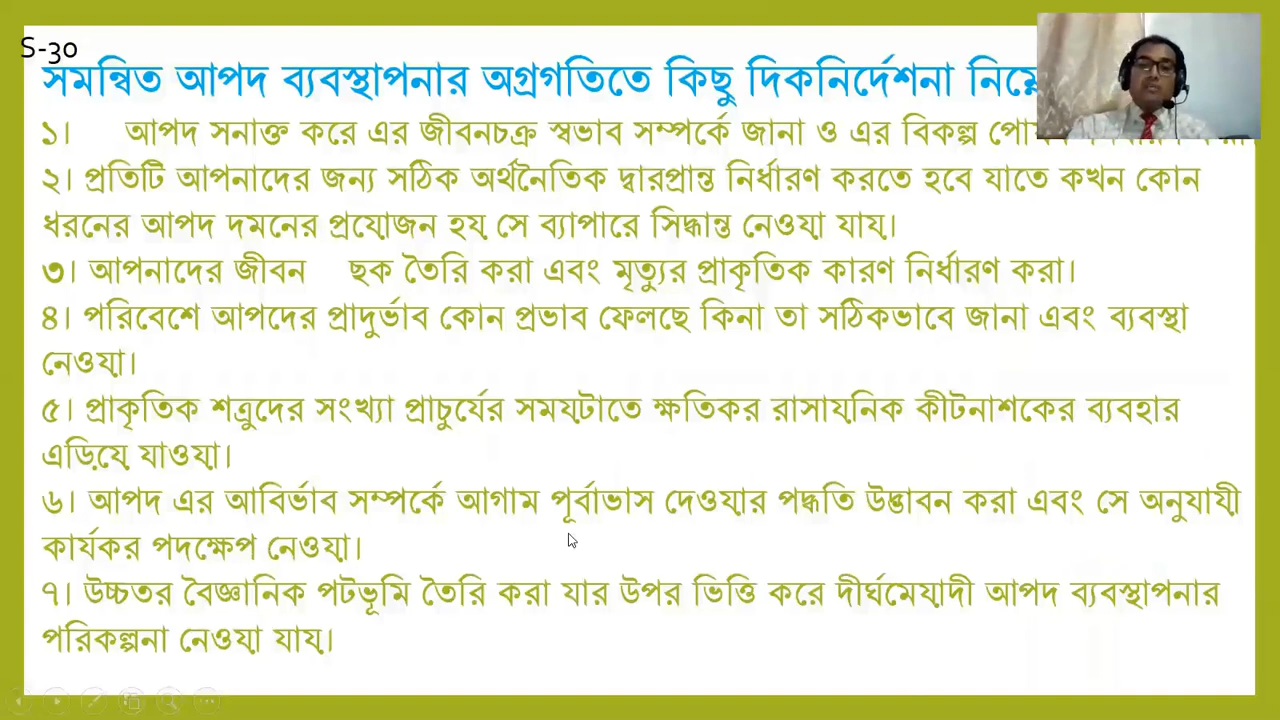 S-30
সমন্বিত আপদ ব্যবস্থাপনার অগ্রগতিতে কিছু দিকনির্দেশনা
১। আপদ সনাক্ত করে এর জীবনচক্র স্বভাব সম্পর্কে জানা ও এর বিকল্প
২। প্রতিটি আপনাদের জন্য সঠিক অর্থনৈতিক দ্বারপ্রান্ত নির্ধারণ করতে হবে যাতে কখন কোন
ধরনের আপদ দমনের প্রয়োজন হয় সে ব্যাপারে সিদ্ধান্ত নেওয়া যায়।
৩। আপনাদের জীবন ছক তৈরি করা এবং মৃত্যুর প্রাকৃতিক কারণ নির্ধারণ করা।
৪। পরিবেশে আপদের প্রাদুর্ভাব কোন প্রভাব ফেলছে কিনা তা সঠিকভাবে জানা এবং ব্যবস্থা
নেওয়া।
৫। প্রাকৃতিক শত্রুদের সংখ্যা প্রাচুর্যের সময়টাতে ক্ষতিকর রাসায়নিক কীটনাশকের ব্যবহার
এড়িয়ে যাওয়া।
৬। আপদ এর আবির্ভাব সম্পর্কে আগাম পূর্বাভাস দেওয়ার পদ্ধতি উদ্ভাবন করা এবং সে অনুযায়ী
কার্যকর পদক্ষেপ নেওয়া।
৭। উচ্চতর বৈজ্ঞানিক পটভূমি তৈরি করা যার উপর ভিত্তি করে দীর্ঘমেয়াদী আপদ ব্যবস্থাপনার
পরিকল্পনা নেওয়া যায়।